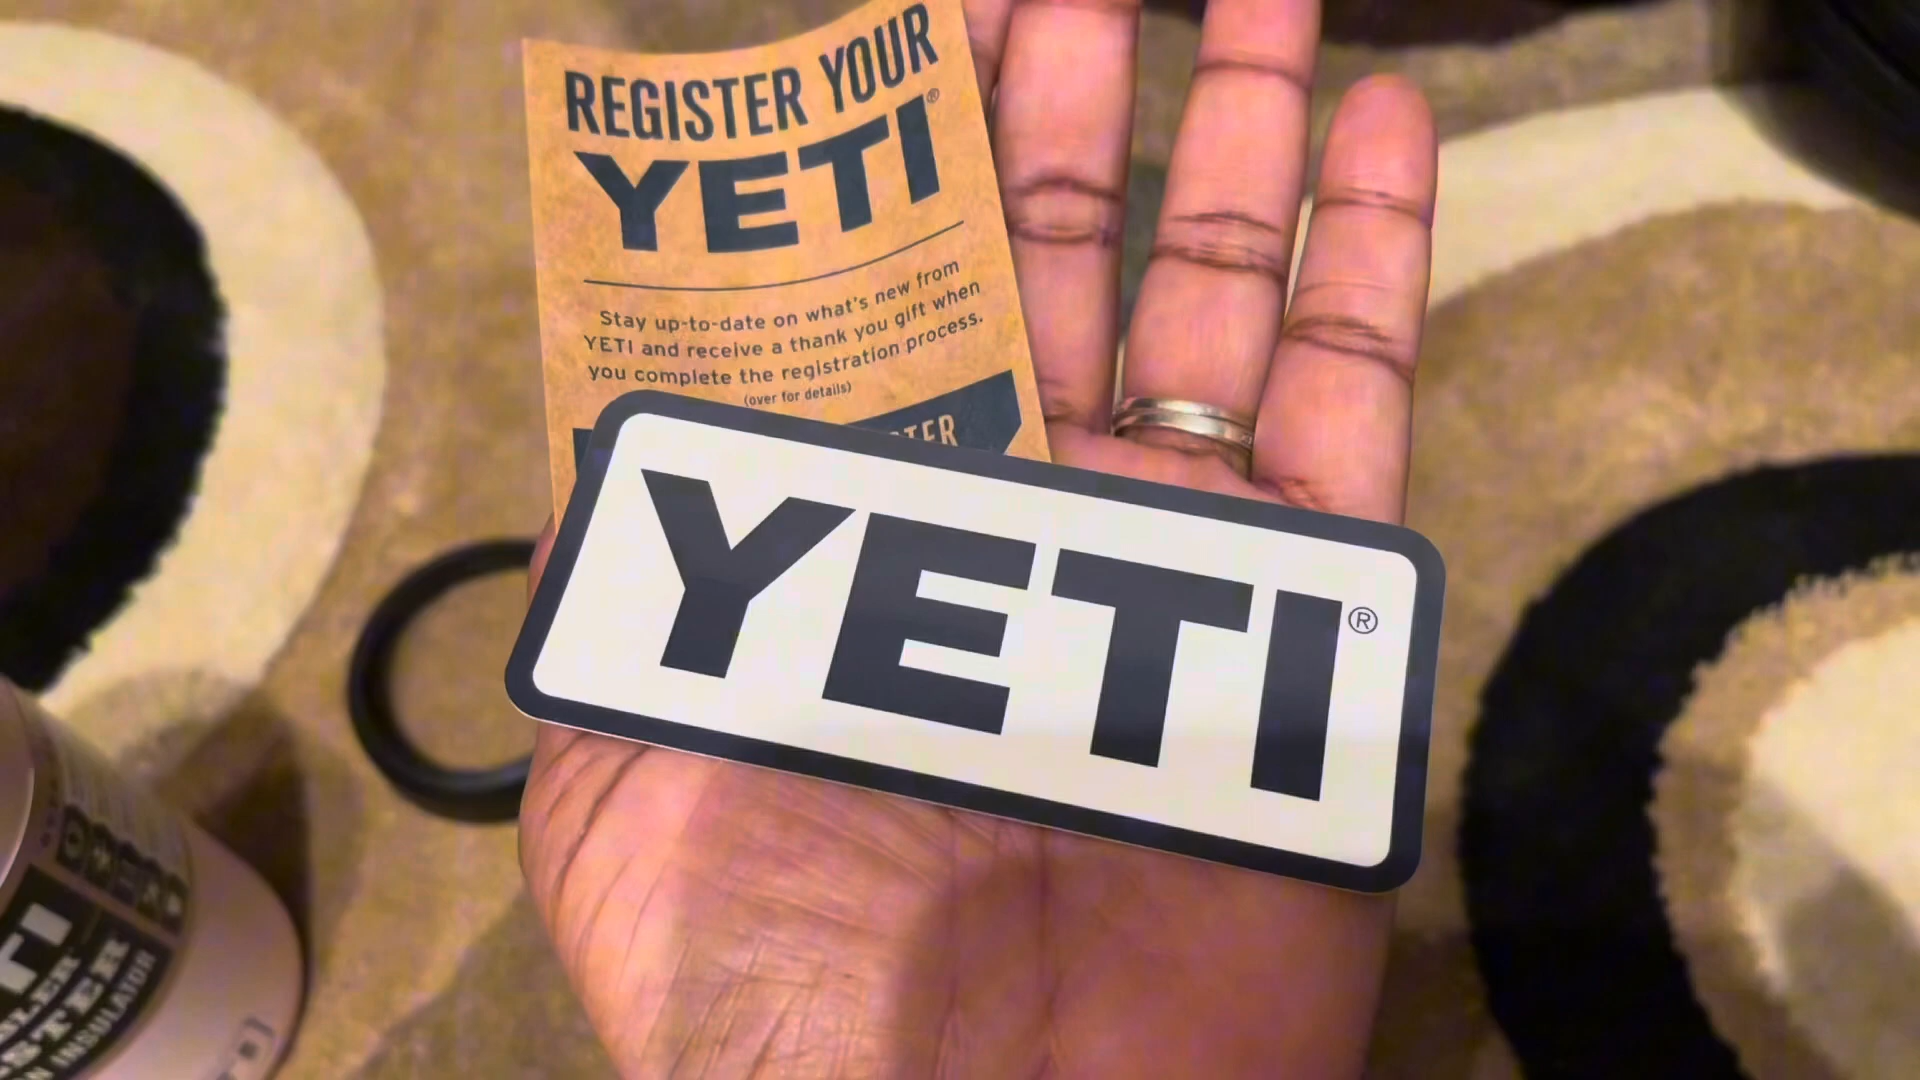 REGISTER YOUR
YETI®
Stay up-to-date on what's new from
YETI and receive a thank you gift when
you complete the registration process.
(over for details)
YETI®
INSULATOR